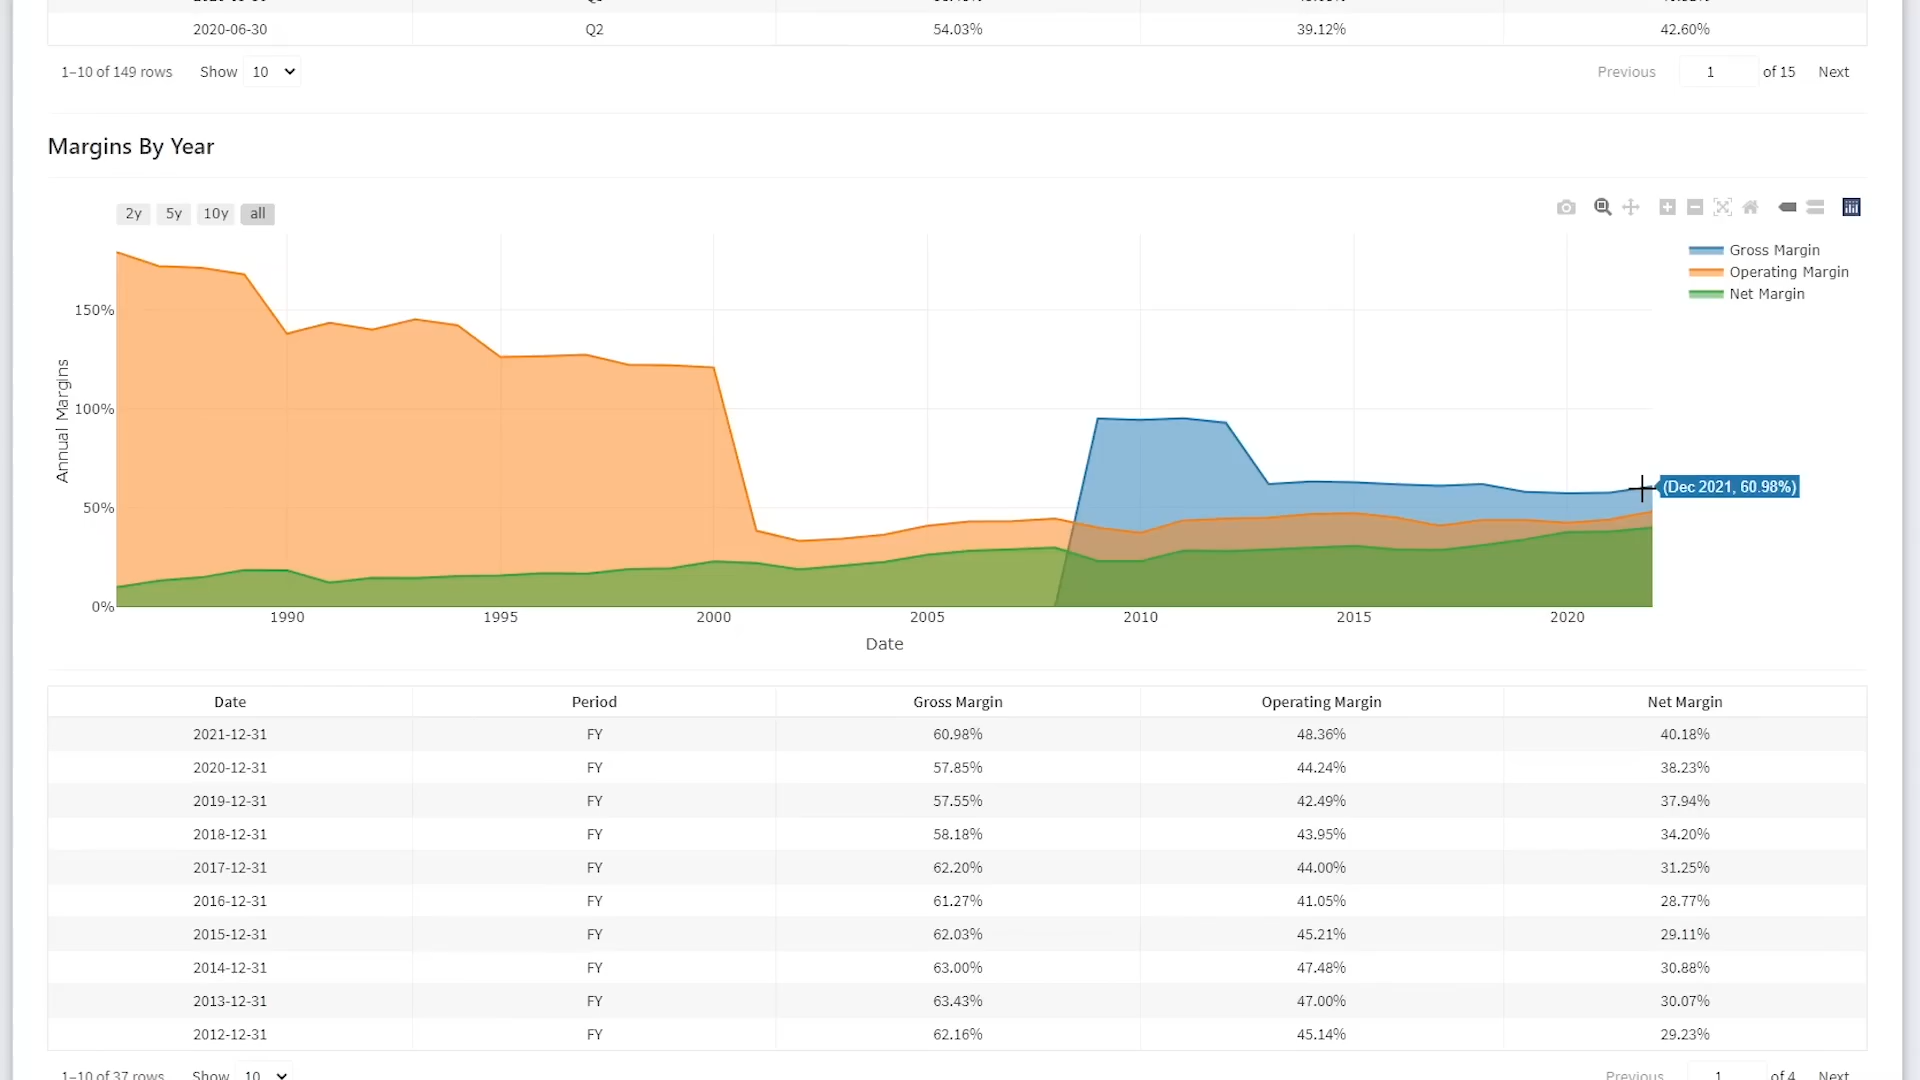 2020-06-30 Q2 54.03% 39.12% 42.60%
1–10 of 149 rows Show 10 Previous 1 of 15 Next
Margins By Year
2y 5y 10y all
Gross Margin
Operating Margin
Net Margin
150%
100%
50%
0%
Annual Margins
(Dec 2021, 60.98%)
1990 1995 2000 2005 2010 2015 2020
Date
Date Period Gross Margin Operating Margin Net Margin
2021-12-31 FY 60.98% 48.36% 40.18%
2020-12-31 FY 57.85% 44.24% 38.23%
2019-12-31 FY 57.55% 42.49% 37.94%
2018-12-31 FY 58.18% 43.95% 34.20%
2017-12-31 FY 62.20% 44.00% 31.25%
2016-12-31 FY 61.27% 41.05% 28.77%
2015-12-31 FY 62.03% 45.21% 29.11%
2014-12-31 FY 63.00% 47.48% 30.88%
2013-12-31 FY 63.43% 47.00% 30.07%
2012-12-31 FY 62.16% 45.14% 29.23%
1–10 of 37 rows Show 10 Previous 1 of 4 Next